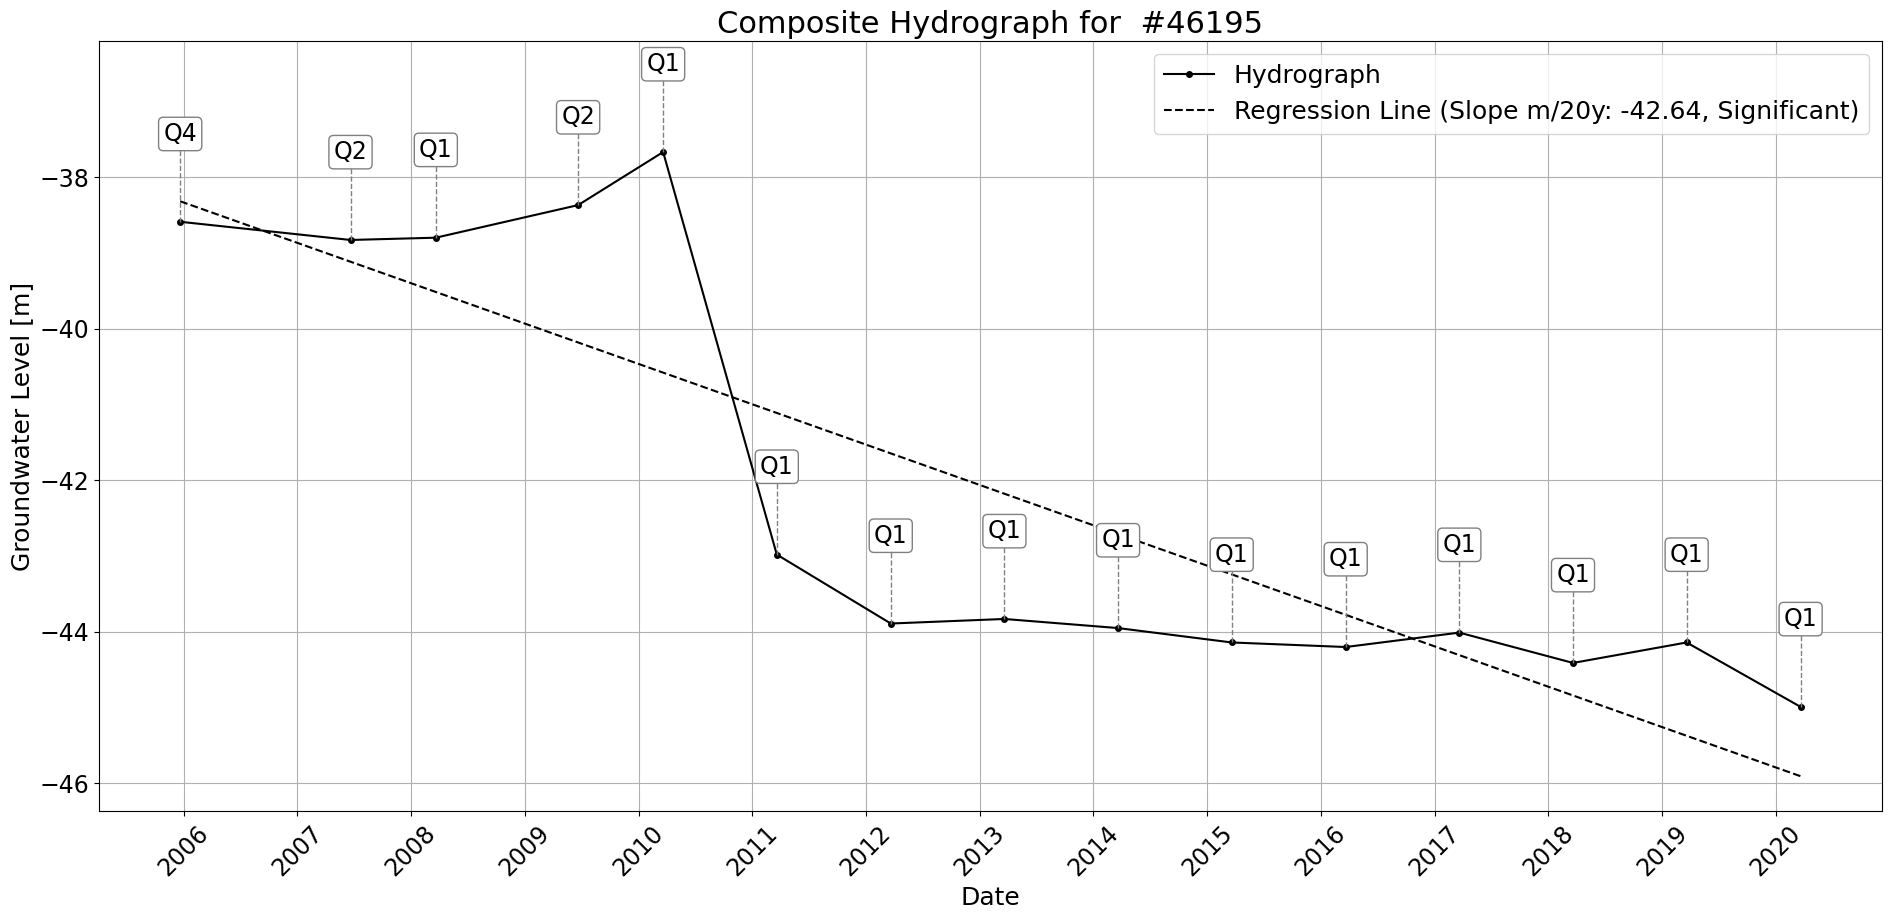 Composite Hydrograph for  #46195
Hydrograph
Regression Line (Slope m/20y: -42.64, Significant)
Q1
Q2
Q4
Q1
Q2
Q1
Q1
Q1
Q1
Q1
Q1
Q1
Q1
Q1
Q1
−38
−40
−42
−44
−46
Groundwater Level [m]
2006
2007
2008
2009
2010
2011
2012
2013
2014
2015
2016
2017
2018
2019
2020
Date